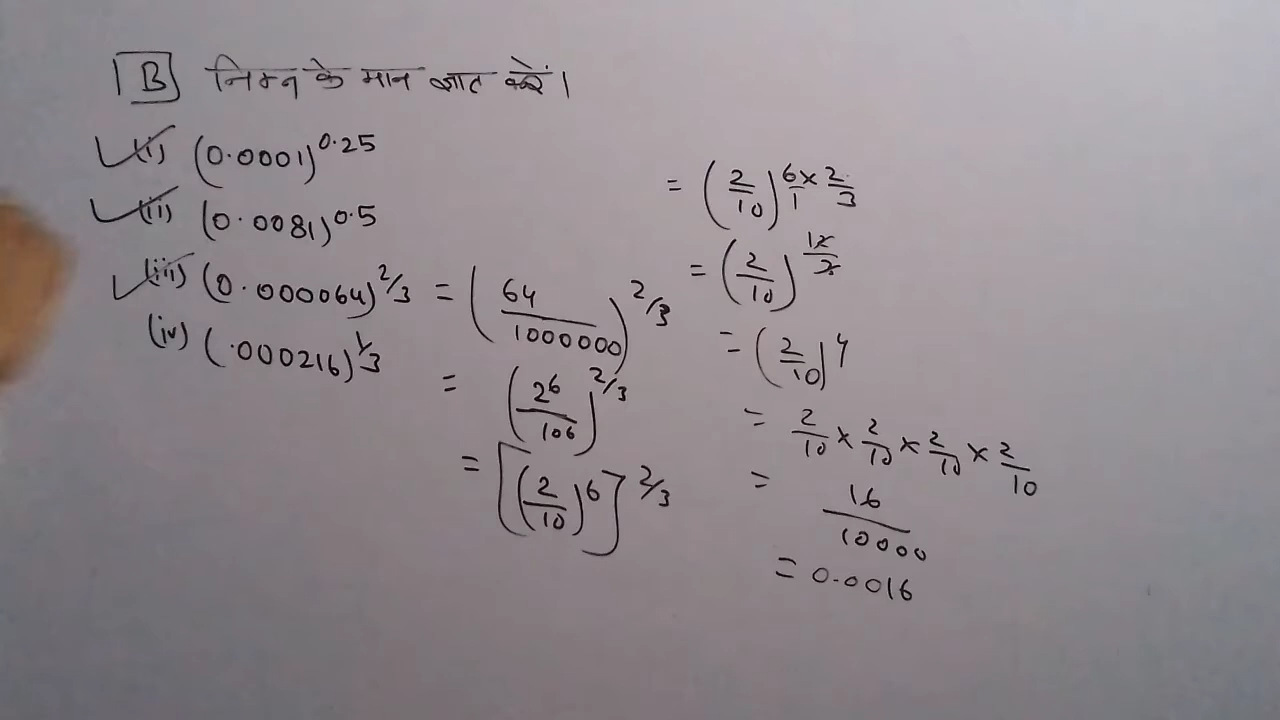 B निम्न के मान ज्ञात करें।
(i) (0.0001)^0.25
(ii) (0.0081)^0.5
(iii) (0.000064)^2/3 = (64/1000000)^2/3
= (2^6/10^6)^2/3
= [(2/10)^6]^2/3
= (2/10)^6/1 × 2/3
= (2/10)^12/3
= (2/10)^4
= 2/10 × 2/10 × 2/10 × 2/10
= 16/10000
= 0.0016
(iv) (.000216)^1/3